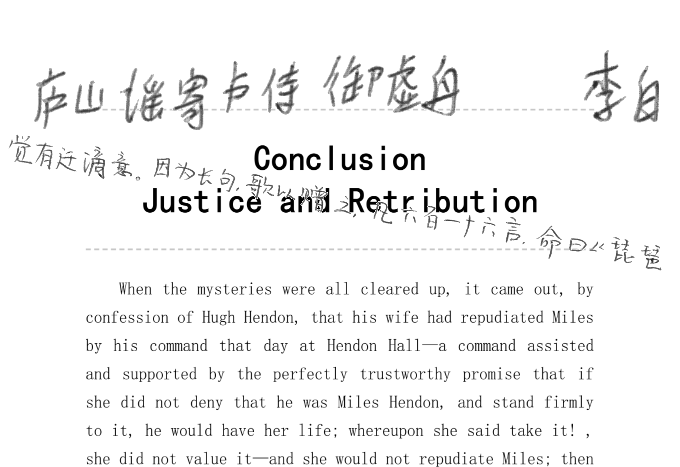 庐山谣寄卢侍御虚舟 李白
觉有迁谪意。因为长句,歌以赠之,凡六百一十六言,命曰《琵琶
Conclusion
Justice and Retribution
When the mysteries were all cleared up, it came out, by
confession of Hugh Hendon, that his wife had repudiated Miles
by his command that day at Hendon Hall—a command assisted
and supported by the perfectly trustworthy promise that if
she did not deny that he was Miles Hendon, and stand firmly
to it, he would have her life; whereupon she said take it! ,
she did not value it—and she would not repudiate Miles; then